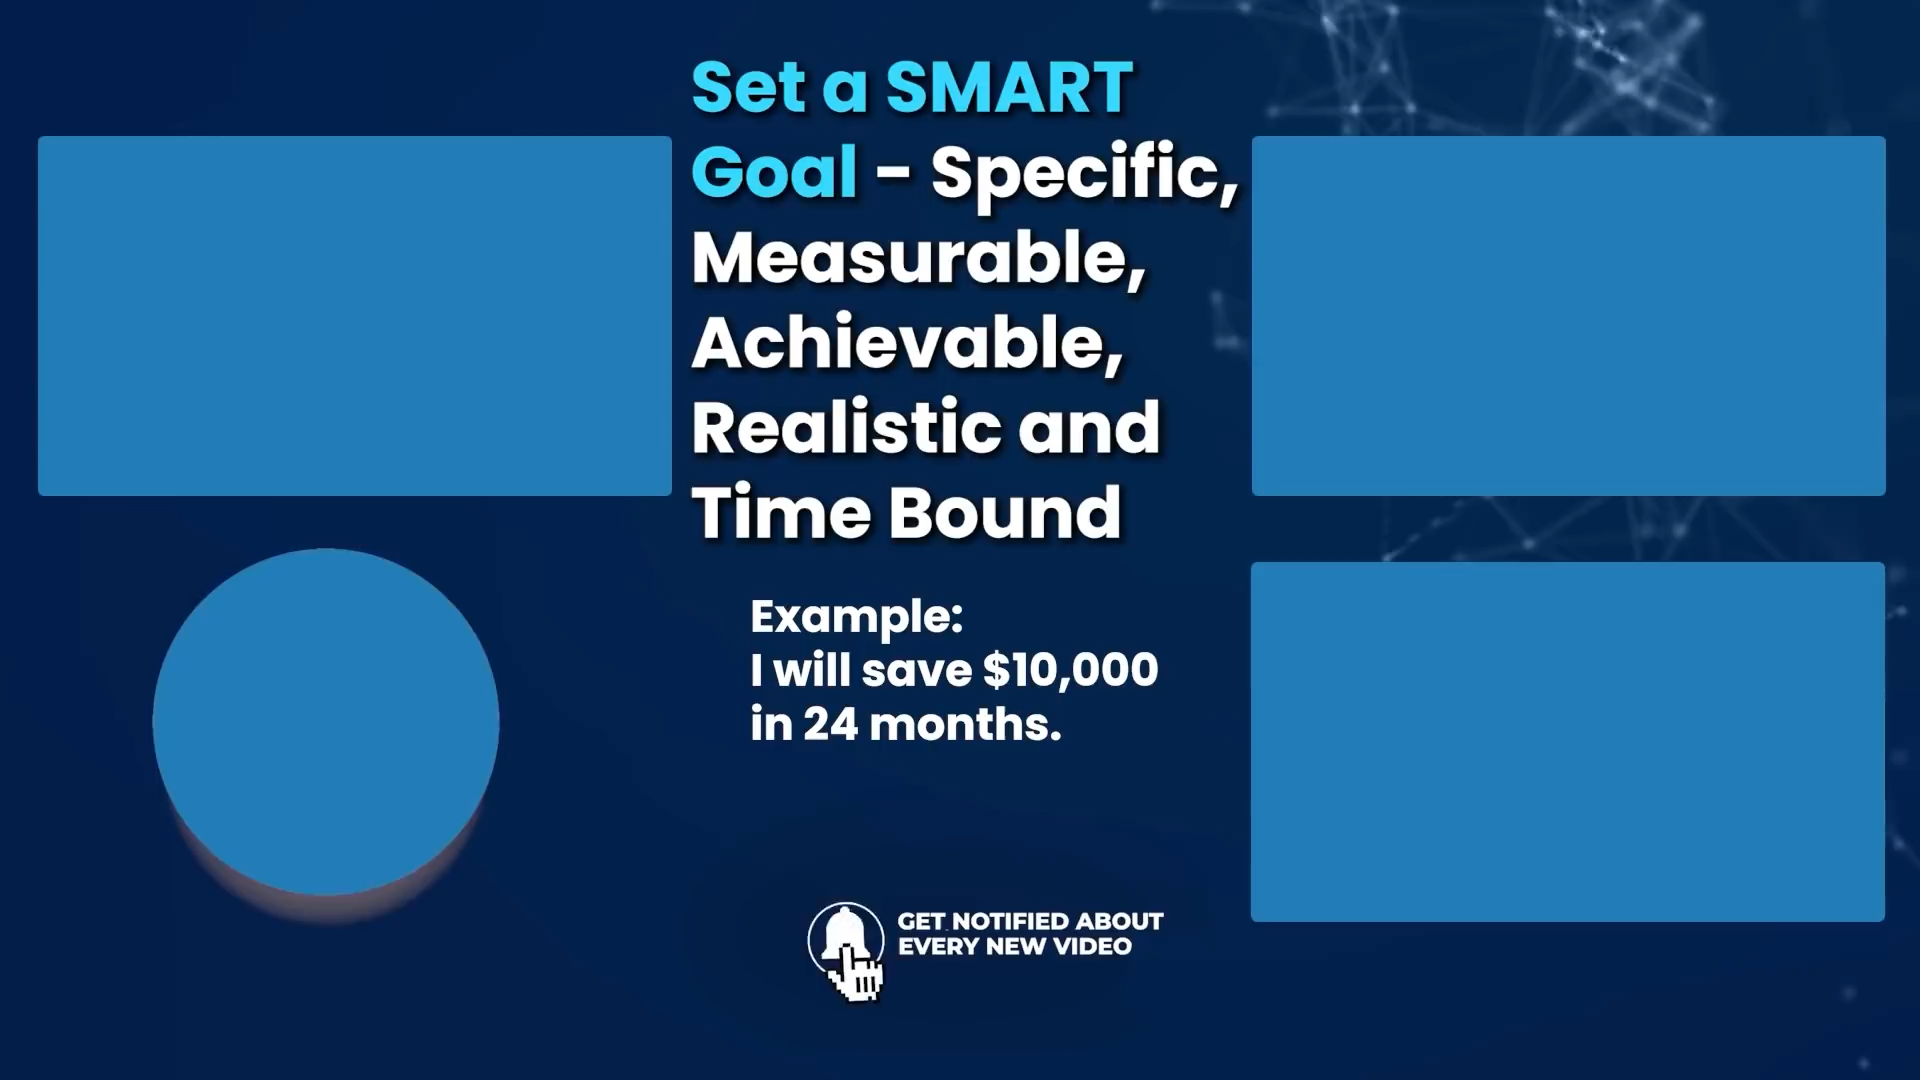 Set a SMART
Goal - Specific,
Measurable,
Achievable,
Realistic and
Time Bound
Example:
I will save $10,000
in 24 months.
GET NOTIFIED ABOUT
EVERY NEW VIDEO